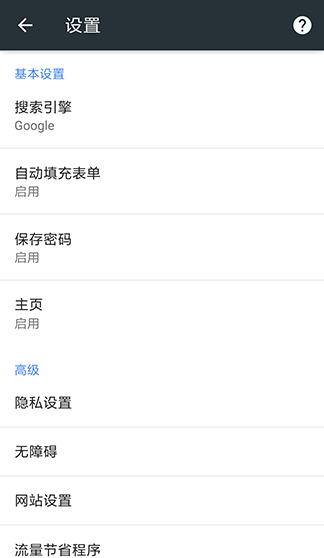 设置
基本设置
搜索引擎
Google
自动填充表单
启用
保存密码
启用
主页
启用
高级
隐私设置
无障碍
网站设置
流量节省程序